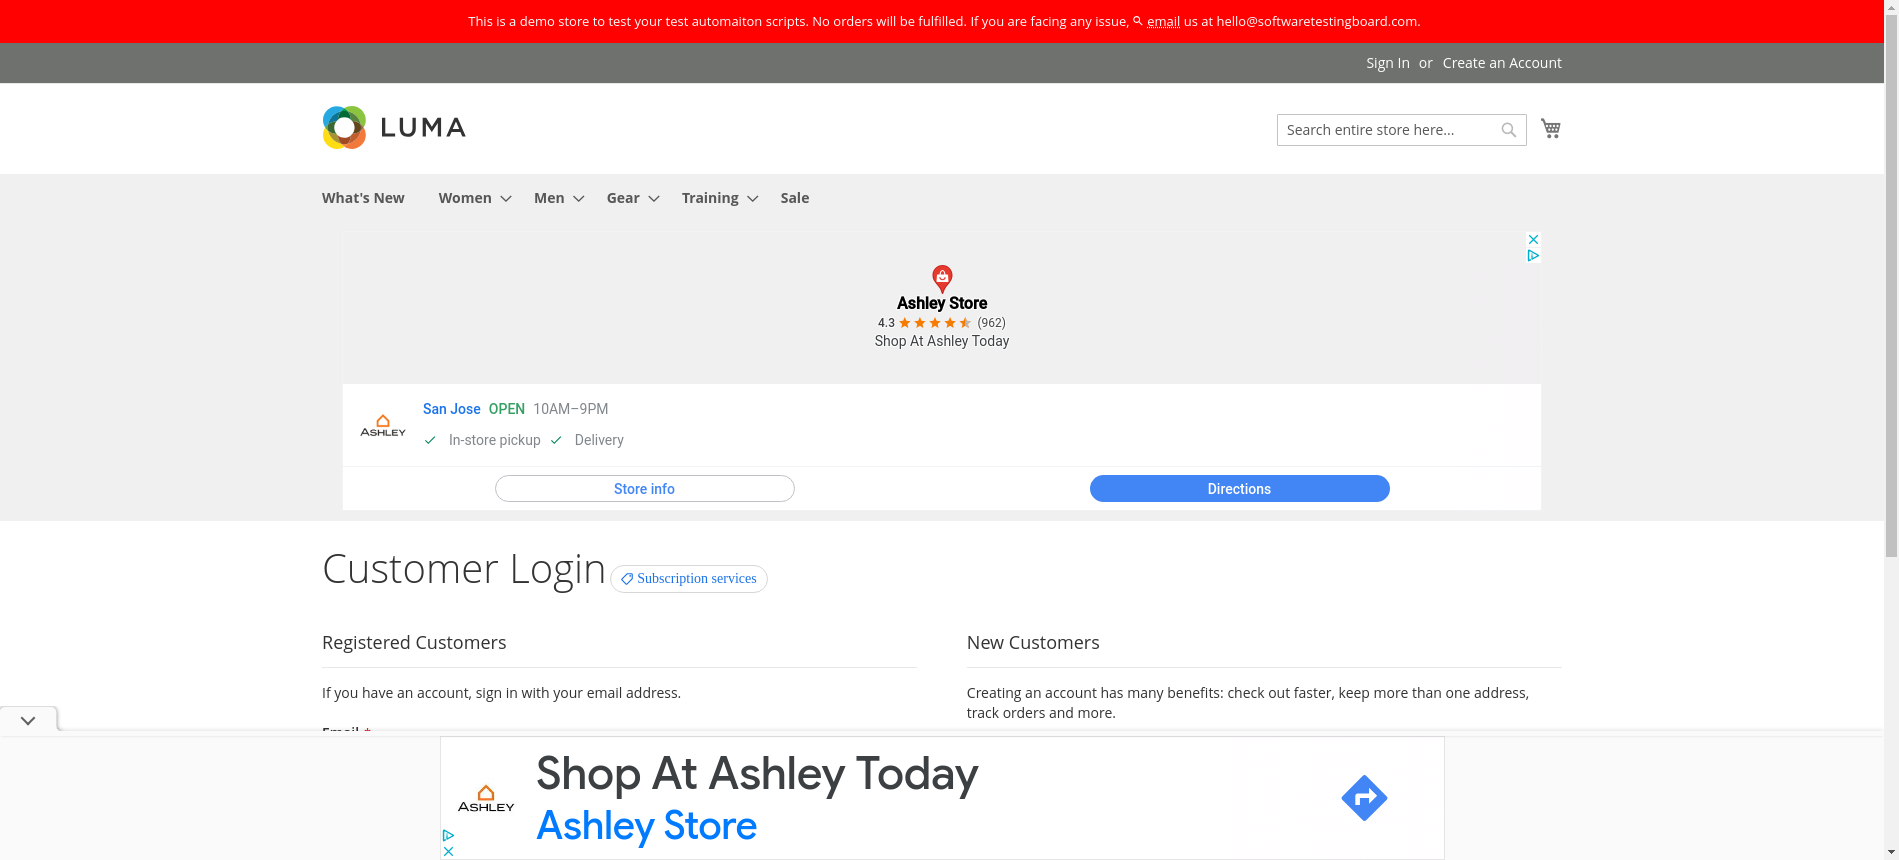 This is a demo store to test your test automaiton scripts. No orders will be fulfilled. If you are facing any issue, email us at hello@softwaretestingboard.com.
Sign In or Create an Account
LUMA
Search entire store here...
What's New Women Men Gear Training Sale
Ashley Store
4.3 (962)
Shop At Ashley Today
ASHLEY
San Jose OPEN 10AM–9PM
In-store pickup Delivery
Store info Directions
Customer Login Subscription services
Registered Customers
If you have an account, sign in with your email address.
Email *
New Customers
Creating an account has many benefits: check out faster, keep more than one address,
track orders and more.
ASHLEY
Shop At Ashley Today
Ashley Store